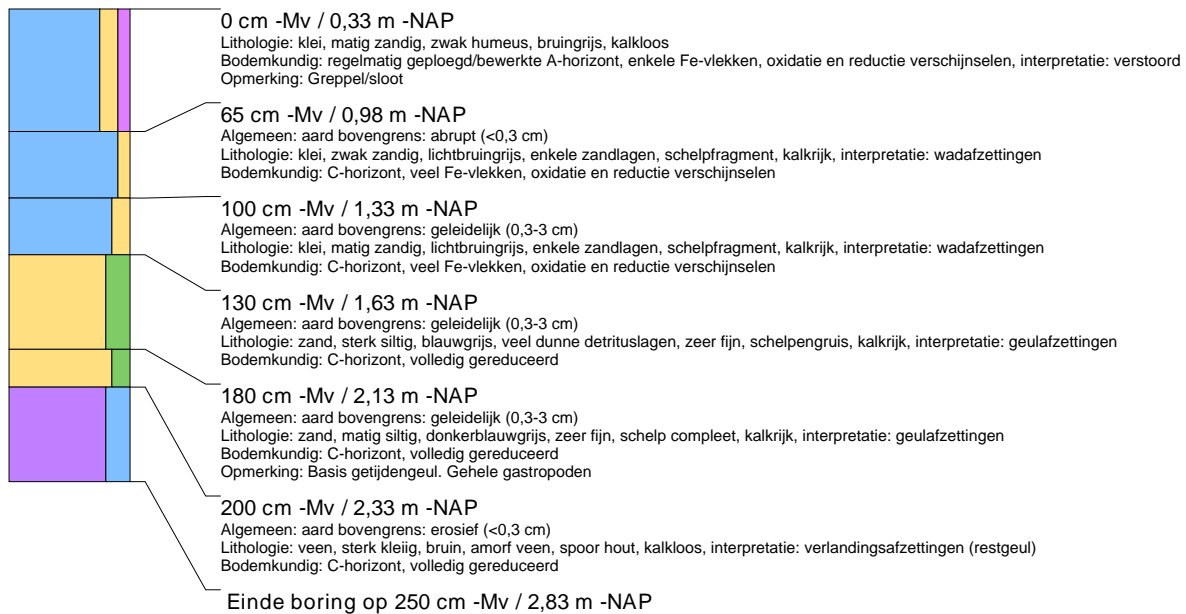 0 cm -Mv / 0,33 m -NAP
Lithologie: klei, matig zandig, zwak humeus, bruingrijs, kalkloos
Bodemkundig: regelmatig geploegd/bewerkte A-horizont, enkele Fe-vlekken, oxidatie en reductie verschijnselen, interpretatie: verstoord
Opmerking: Greppel/sloot
65 cm -Mv / 0,98 m -NAP
Algemeen: aard bovengrens: abrupt (<0,3 cm)
Lithologie: klei, zwak zandig, lichtbruingrijs, enkele zandlagen, schelpfragment, kalkrijk, interpretatie: wadafzettingen
Bodemkundig: C-horizont, veel Fe-vlekken, oxidatie en reductie verschijnselen
100 cm -Mv / 1,33 m -NAP
Algemeen: aard bovengrens: geleidelijk (0,3-3 cm)
Lithologie: klei, matig zandig, lichtbruingrijs, enkele zandlagen, schelpfragment, kalkrijk, interpretatie: wadafzettingen
Bodemkundig: C-horizont, veel Fe-vlekken, oxidatie en reductie verschijnselen
130 cm -Mv / 1,63 m -NAP
Algemeen: aard bovengrens: geleidelijk (0,3-3 cm)
Lithologie: zand, sterk siltig, blauwgrijs, veel dunne detrituslagen, zeer fijn, schelpengruis, kalkrijk, interpretatie: geulafzettingen
Bodemkundig: C-horizont, volledig gereduceerd
180 cm -Mv / 2,13 m -NAP
Algemeen: aard bovengrens: geleidelijk (0,3-3 cm)
Lithologie: zand, matig siltig, donkerblauwgrijs, zeer fijn, schelp compleet, kalkrijk, interpretatie: geulafzettingen
Bodemkundig: C-horizont, volledig gereduceerd
Opmerking: Basis getijdengeul. Gehele gastropoden
200 cm -Mv / 2,33 m -NAP
Algemeen: aard bovengrens: erosief (<0,3 cm)
Lithologie: veen, sterk kleiig, bruin, amorf veen, spoor hout, kalkloos, interpretatie: verlandingsafzettingen (restgeul)
Bodemkundig: C-horizont, volledig gereduceerd
Einde boring op 250 cm -Mv / 2,83 m -NAP